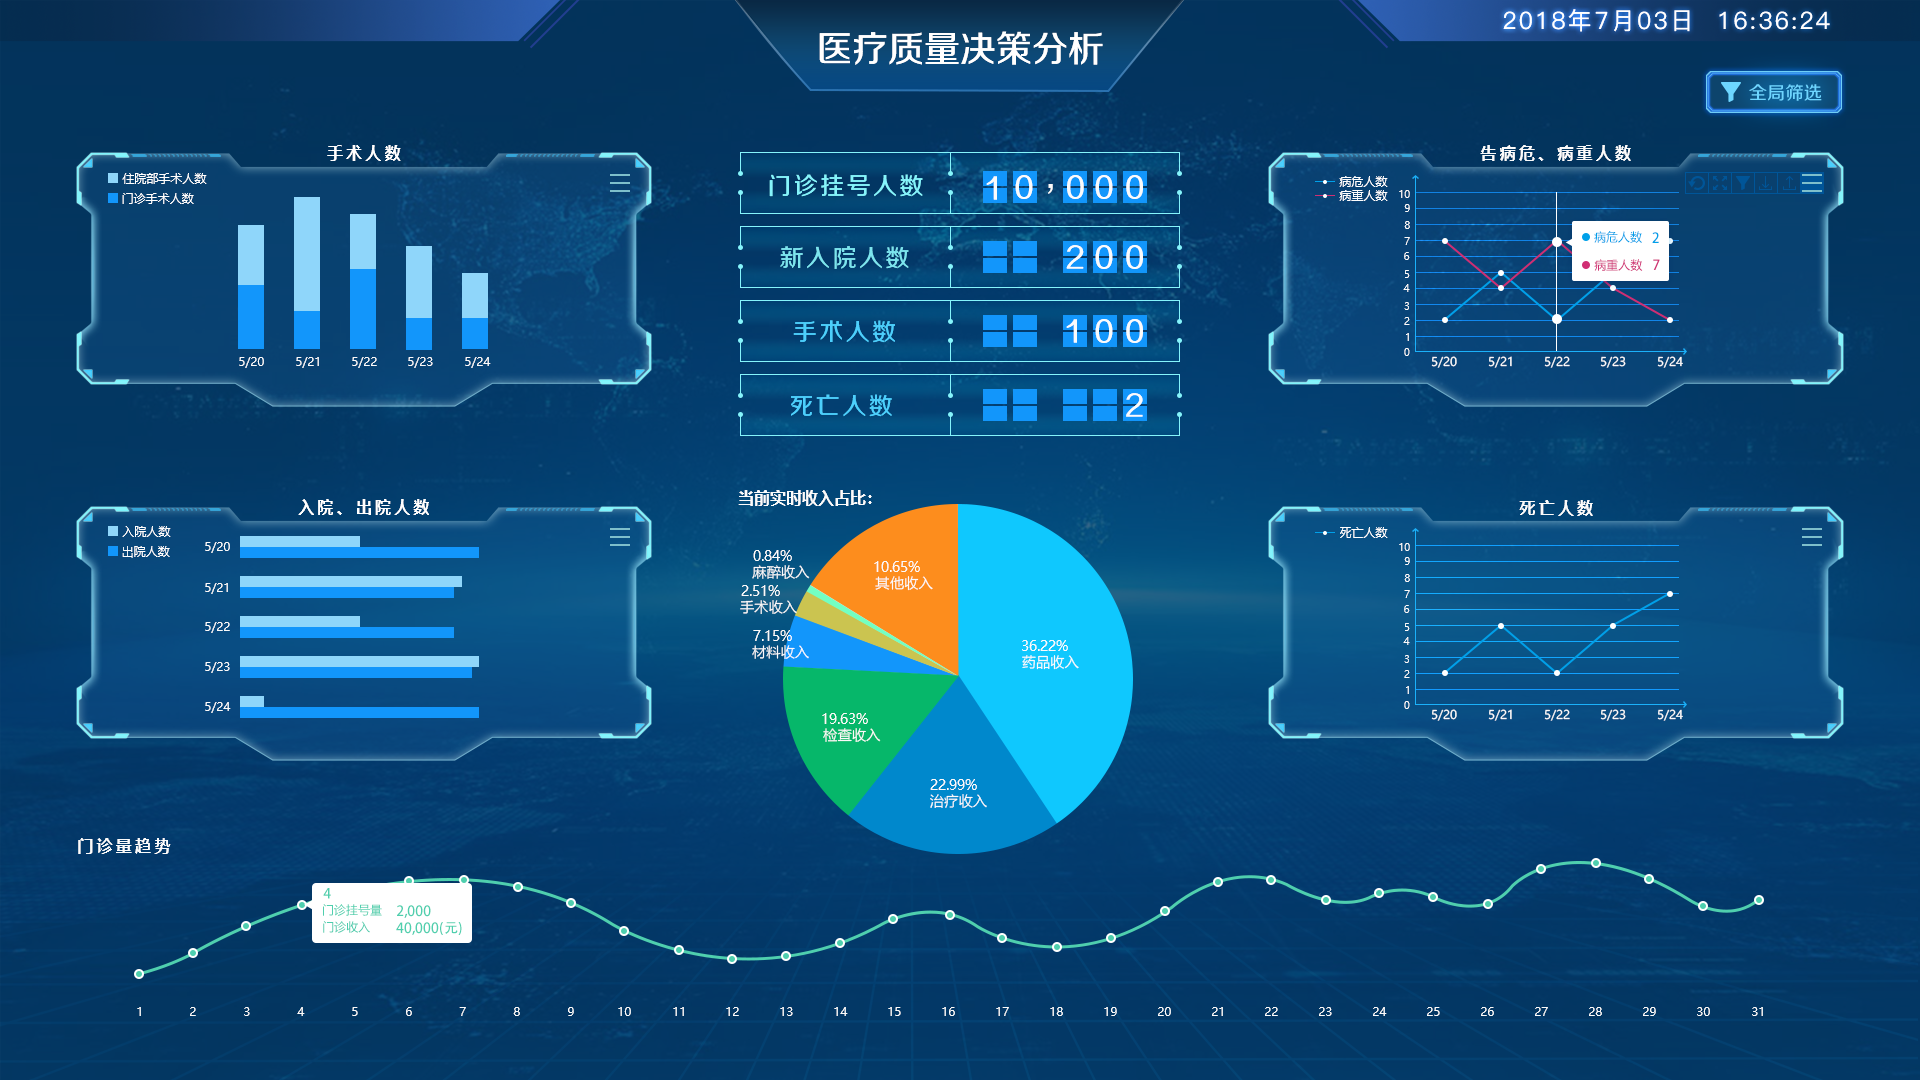 2018年7月03日 16:36:24
医疗质量决策分析
全局筛选
手术人数
住院部手术人数
门诊手术人数
5/20 5/21 5/22 5/23 5/24
门诊挂号人数 10,000
新入院人数 200
手术人数 100
死亡人数 2
告病危、病重人数
病危人数
病重人数
10
9
8
7
6
5
4
3
2
1
0
病危人数 2
病重人数 7
5/20 5/21 5/22 5/23 5/24
入院、出院人数
入院人数
出院人数
5/20
5/21
5/22
5/23
5/24
当前实时收入占比:
0.84%
麻醉收入
2.51%
手术收入
7.15%
材料收入
10.65%
其他收入
36.22%
药品收入
19.63%
检查收入
22.99%
治疗收入
死亡人数
死亡人数
10
9
8
7
6
5
4
3
2
1
0
5/20 5/21 5/22 5/23 5/24
门诊量趋势
4
门诊挂号量 2,000
门诊收入 40,000(元)
1 2 3 4 5 6 7 8 9 10 11 12 13 14 15 16 17 18 19 20 21 22 23 24 25 26 27 28 29 30 31